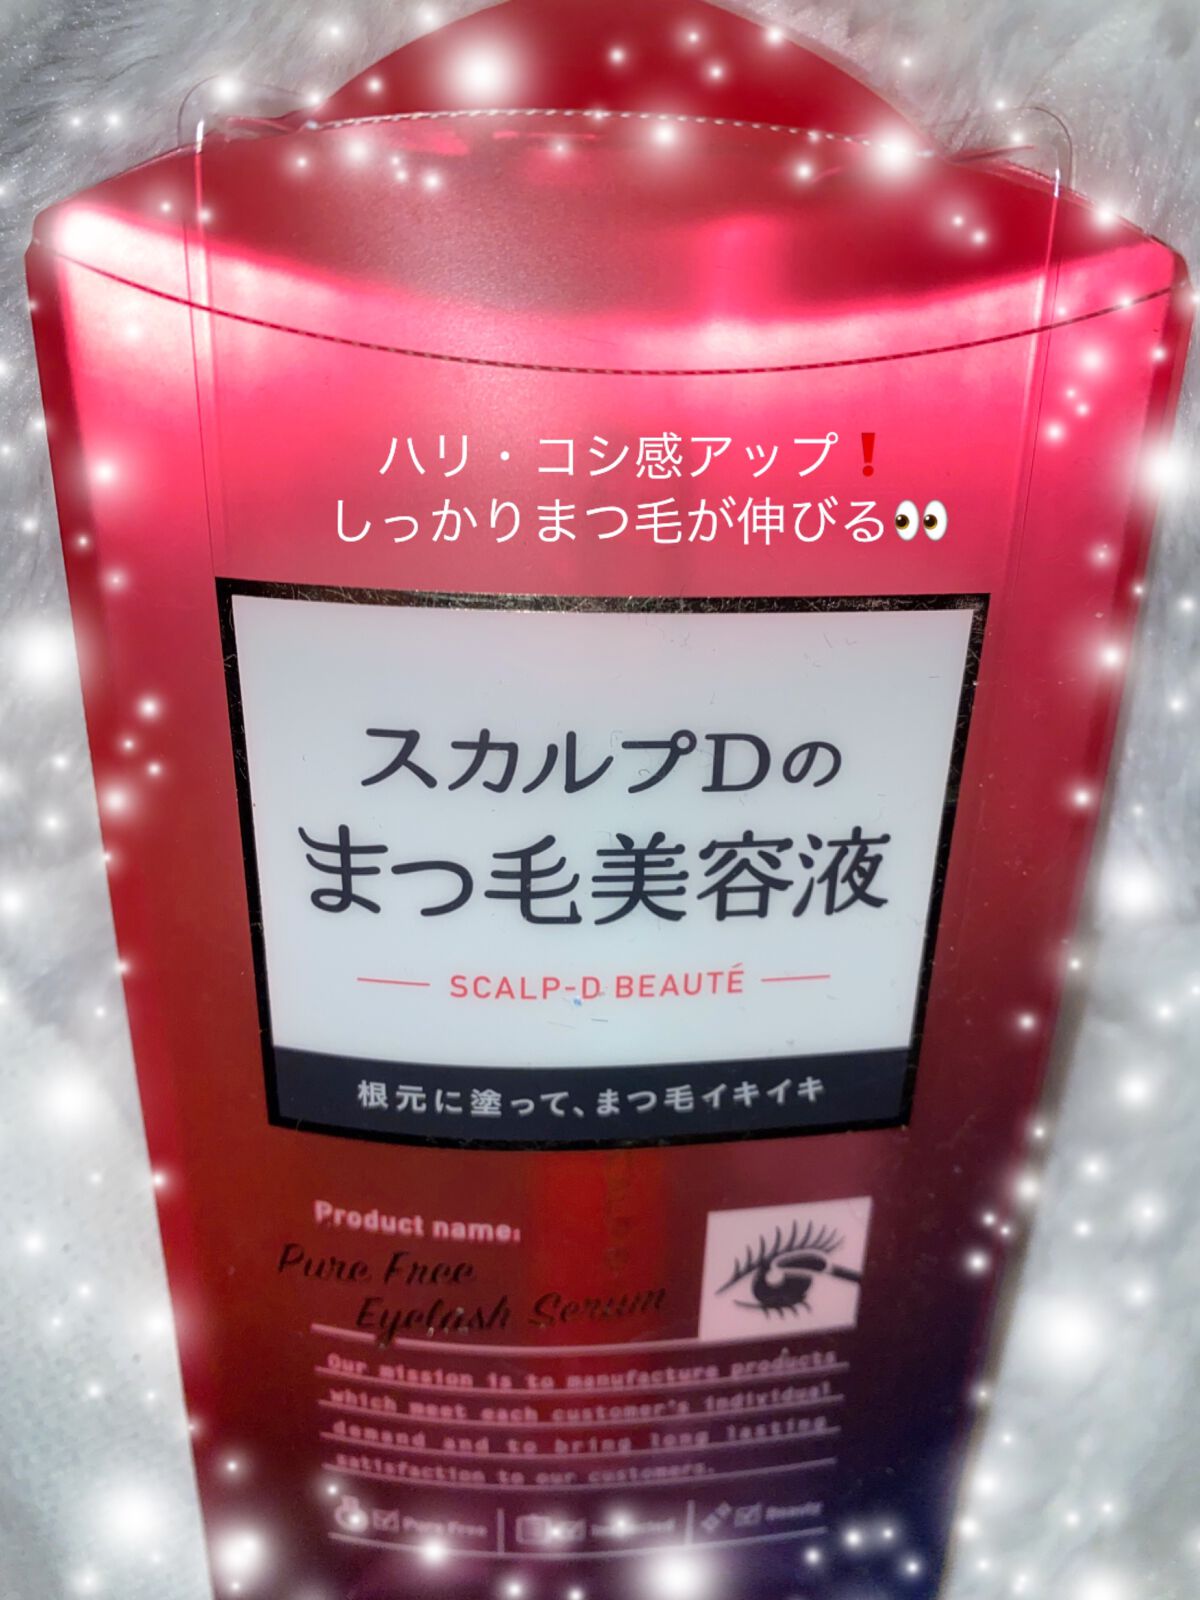 ハリ・コシ感アップ❗
しっかりまつ毛が伸びる👀
スカルプDの
まつ毛美容液
SCALP-D BEAUTÉ
根元に塗って、まつ毛イキイキ
Product name:
Pure Free
Eyelash Serum
Our mission is to manufacture products
which meet each customer's individual
demand and to bring long lasting
satisfaction to our customers.
Pure Free
Beauté